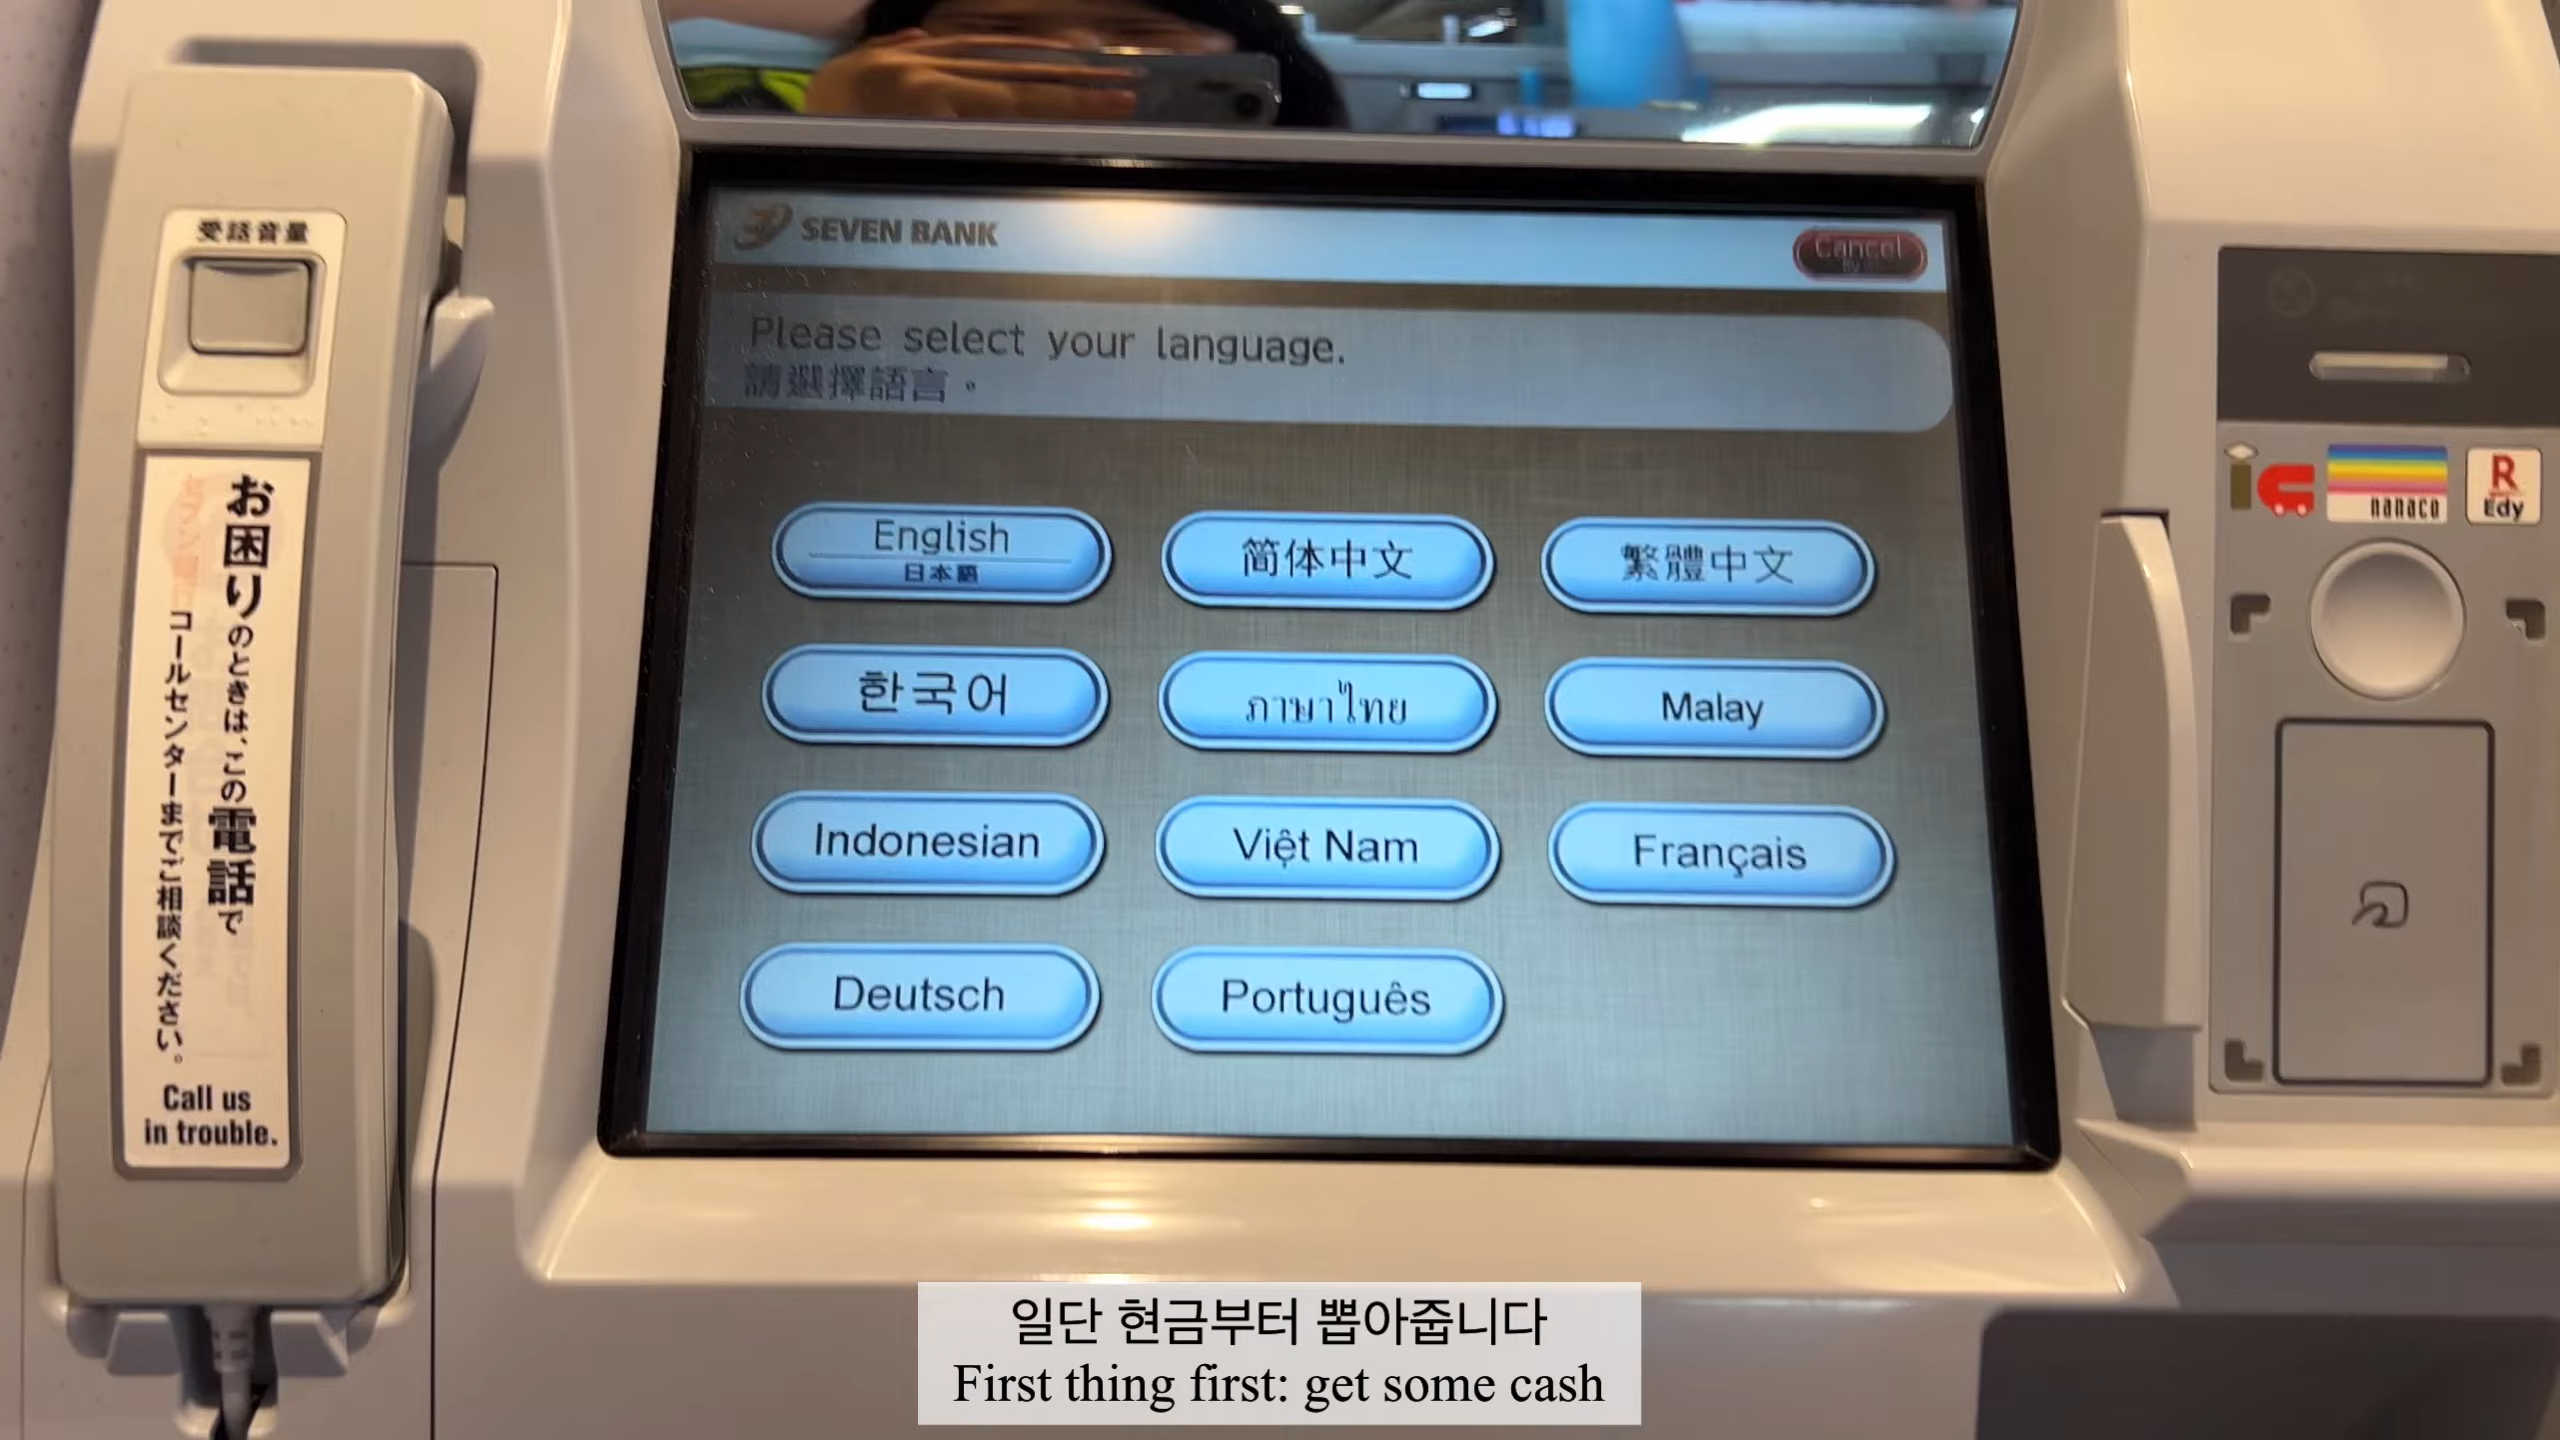 受話音量
お困りのときは、この電話で
コールセンターまでご相談ください。
Call us
in trouble.
SEVEN BANK
Cancel
Please select your language.
請選擇語言。
English
日本語
简体中文
繁體中文
한국어
ภาษาไทย
Malay
Indonesian
Việt Nam
Français
Deutsch
Português
nanaco
R
Edy
일단 현금부터 뽑아줍니다
First thing first: get some cash